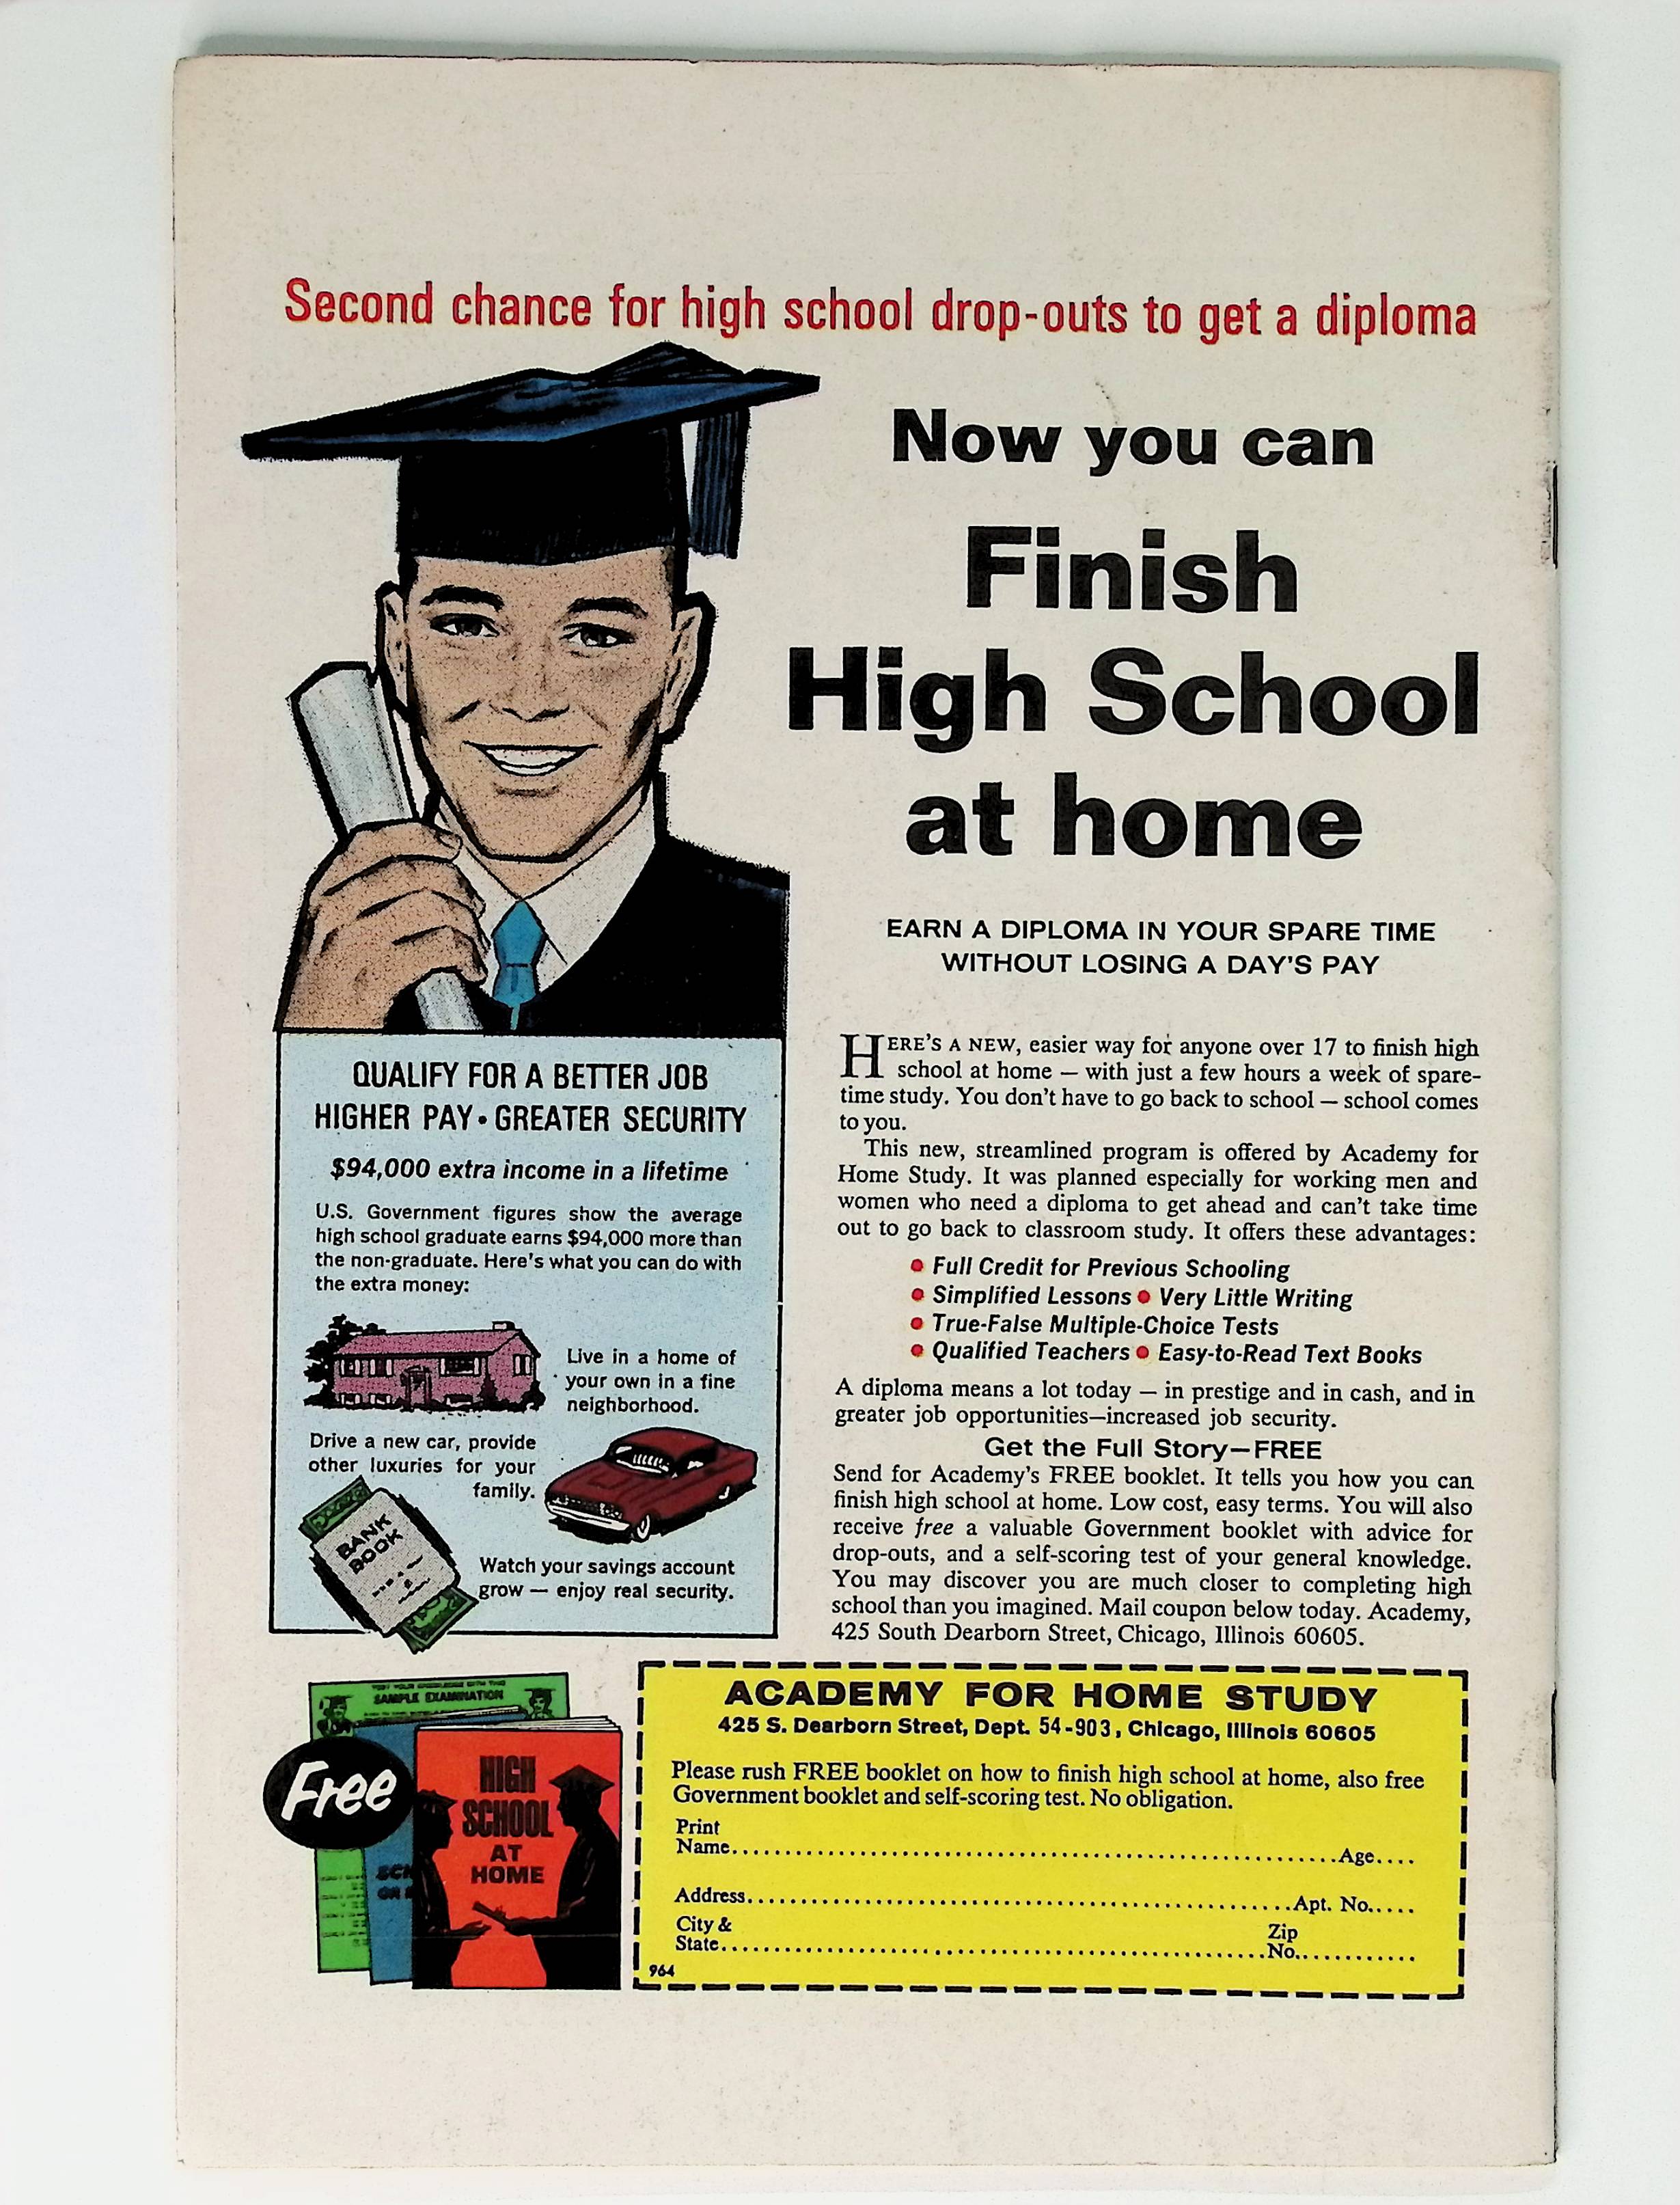 Second chance for high school drop-outs to get a diploma
Now you can
Finish
High School
at home
EARN A DIPLOMA IN YOUR SPARE TIME
WITHOUT LOSING A DAY'S PAY
QUALIFY FOR A BETTER JOB
HIGHER PAY • GREATER SECURITY
$94,000 extra income in a lifetime
U.S. Government figures show the average
high school graduate earns $94,000 more than
the non-graduate. Here's what you can do with
the extra money:
Live in a home of
your own in a fine
neighborhood.
Drive a new car, provide
other luxuries for your
family.
BANK
BOOK
Watch your savings account
grow — enjoy real security.
HERE'S A NEW, easier way for anyone over 17 to finish high
school at home — with just a few hours a week of spare-
time study. You don't have to go back to school — school comes
to you.
This new, streamlined program is offered by Academy for
Home Study. It was planned especially for working men and
women who need a diploma to get ahead and can't take time
out to go back to classroom study. It offers these advantages:
• Full Credit for Previous Schooling
• Simplified Lessons • Very Little Writing
• True-False Multiple-Choice Tests
• Qualified Teachers • Easy-to-Read Text Books
A diploma means a lot today — in prestige and in cash, and in
greater job opportunities—increased job security.
Get the Full Story—FREE
Send for Academy's FREE booklet. It tells you how you can
finish high school at home. Low cost, easy terms. You will also
receive free a valuable Government booklet with advice for
drop-outs, and a self-scoring test of your general knowledge.
You may discover you are much closer to completing high
school than you imagined. Mail coupon below today. Academy,
425 South Dearborn Street, Chicago, Illinois 60605.
TEST YOUR KNOWLEDGE WITH THIS
SAMPLE EXAMINATION
Free
HIGH
SCHOOL
AT
HOME
ACADEMY FOR HOME STUDY
425 S. Dearborn Street, Dept. 54-903, Chicago, Illinois 60605
Please rush FREE booklet on how to finish high school at home, also free
Government booklet and self-scoring test. No obligation.
Print
Name Age
Address Apt. No.
City & Zip
State No.
964